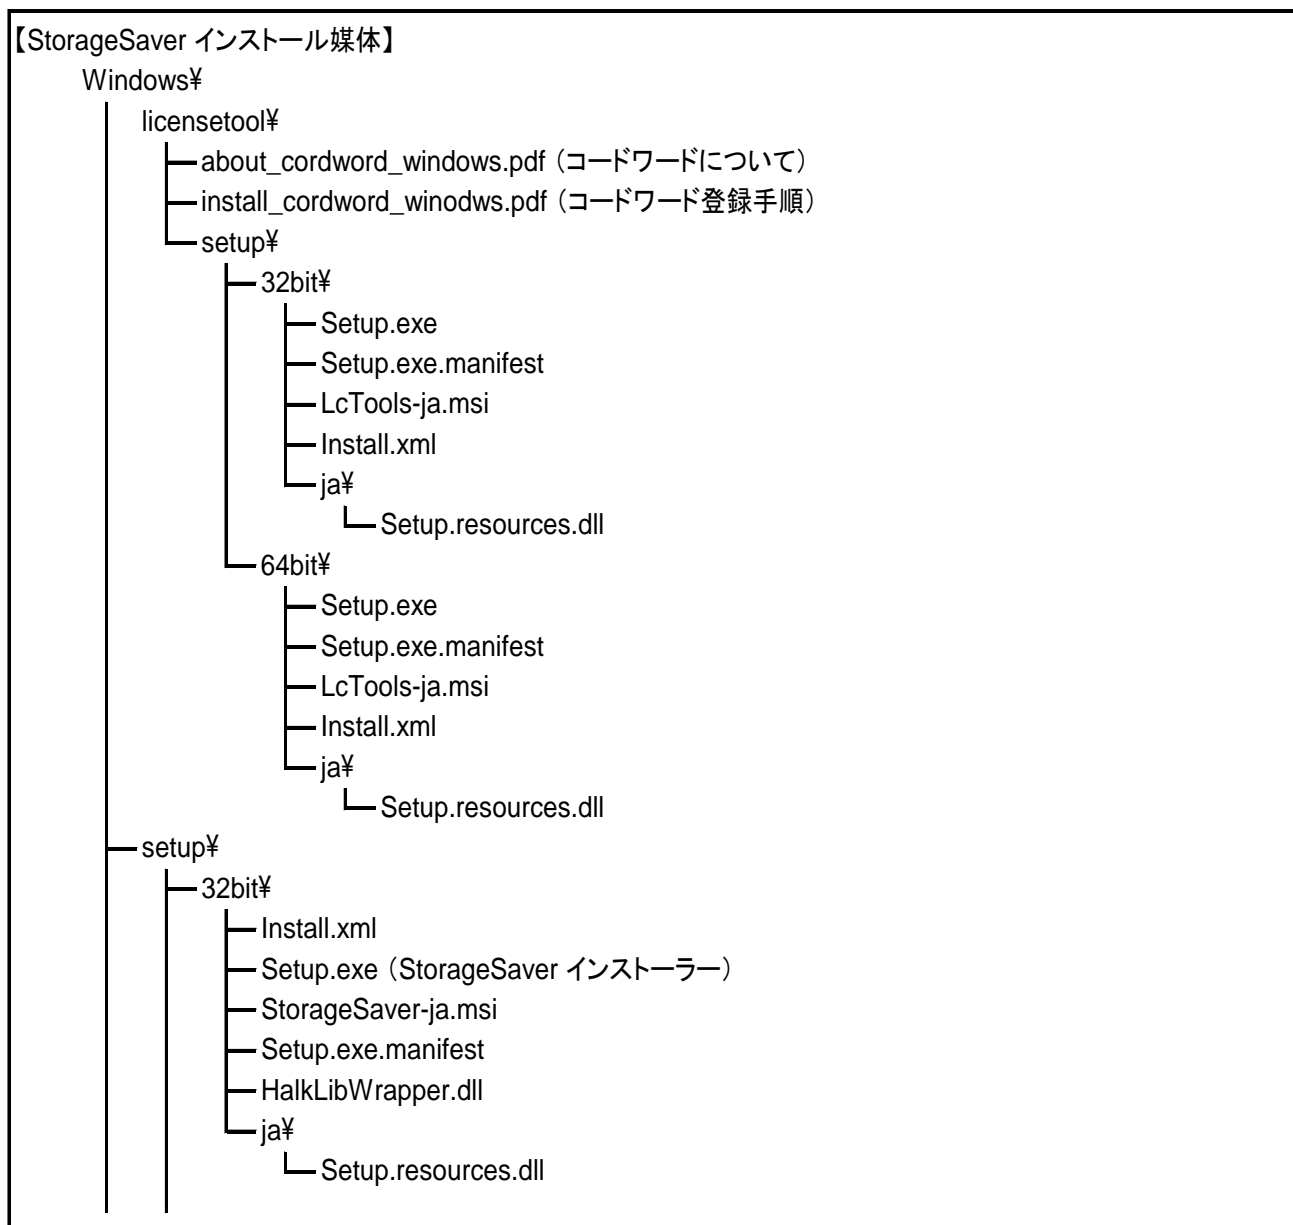 【StorageSaver インストール媒体】
Windows¥
licensetool¥
about_cordword_windows.pdf（コードワードについて）
install_cordword_winodws.pdf（コードワード登録手順）
setup¥
32bit¥
Setup.exe
Setup.exe.manifest
LcTools-ja.msi
Install.xml
ja¥
Setup.resources.dll
64bit¥
Setup.exe
Setup.exe.manifest
LcTools-ja.msi
Install.xml
ja¥
Setup.resources.dll
setup¥
32bit¥
Install.xml
Setup.exe（StorageSaver インストーラー）
StorageSaver-ja.msi
Setup.exe.manifest
HalkLibWrapper.dll
ja¥
Setup.resources.dll